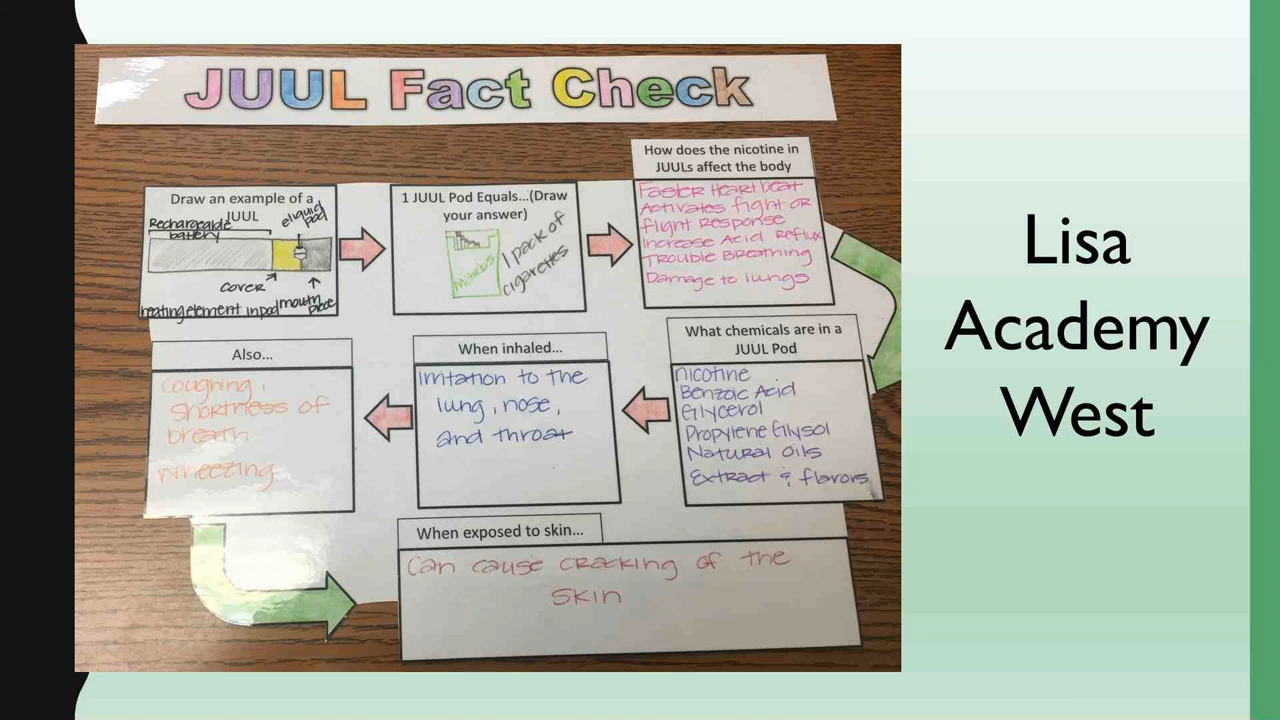 JUUL Fact Check
Draw an example of a
JUUL
Rechargeable
battery
eliquid
pod
cover
heating element in pod
mouth
piece
1 JUUL Pod Equals...(Draw
your answer)
1 pack of
cigarettes
How does the nicotine in
JUULs affect the body
Faster Heart beat
Activates fight or
flight Response
Increase Acid Reflux
Trouble Breathing
Damage to lungs
What chemicals are in a
JUUL Pod
nicotine
Benzoic Acid
Glycerol
Propylene Glysol
Natural Oils
Extract & flavors
When inhaled...
Irritation to the
lung, nose,
and throat
Also...
coughing,
shortness of
breath
wheezing
When exposed to skin...
Can cause cracking of the
skin
Lisa
Academy
West